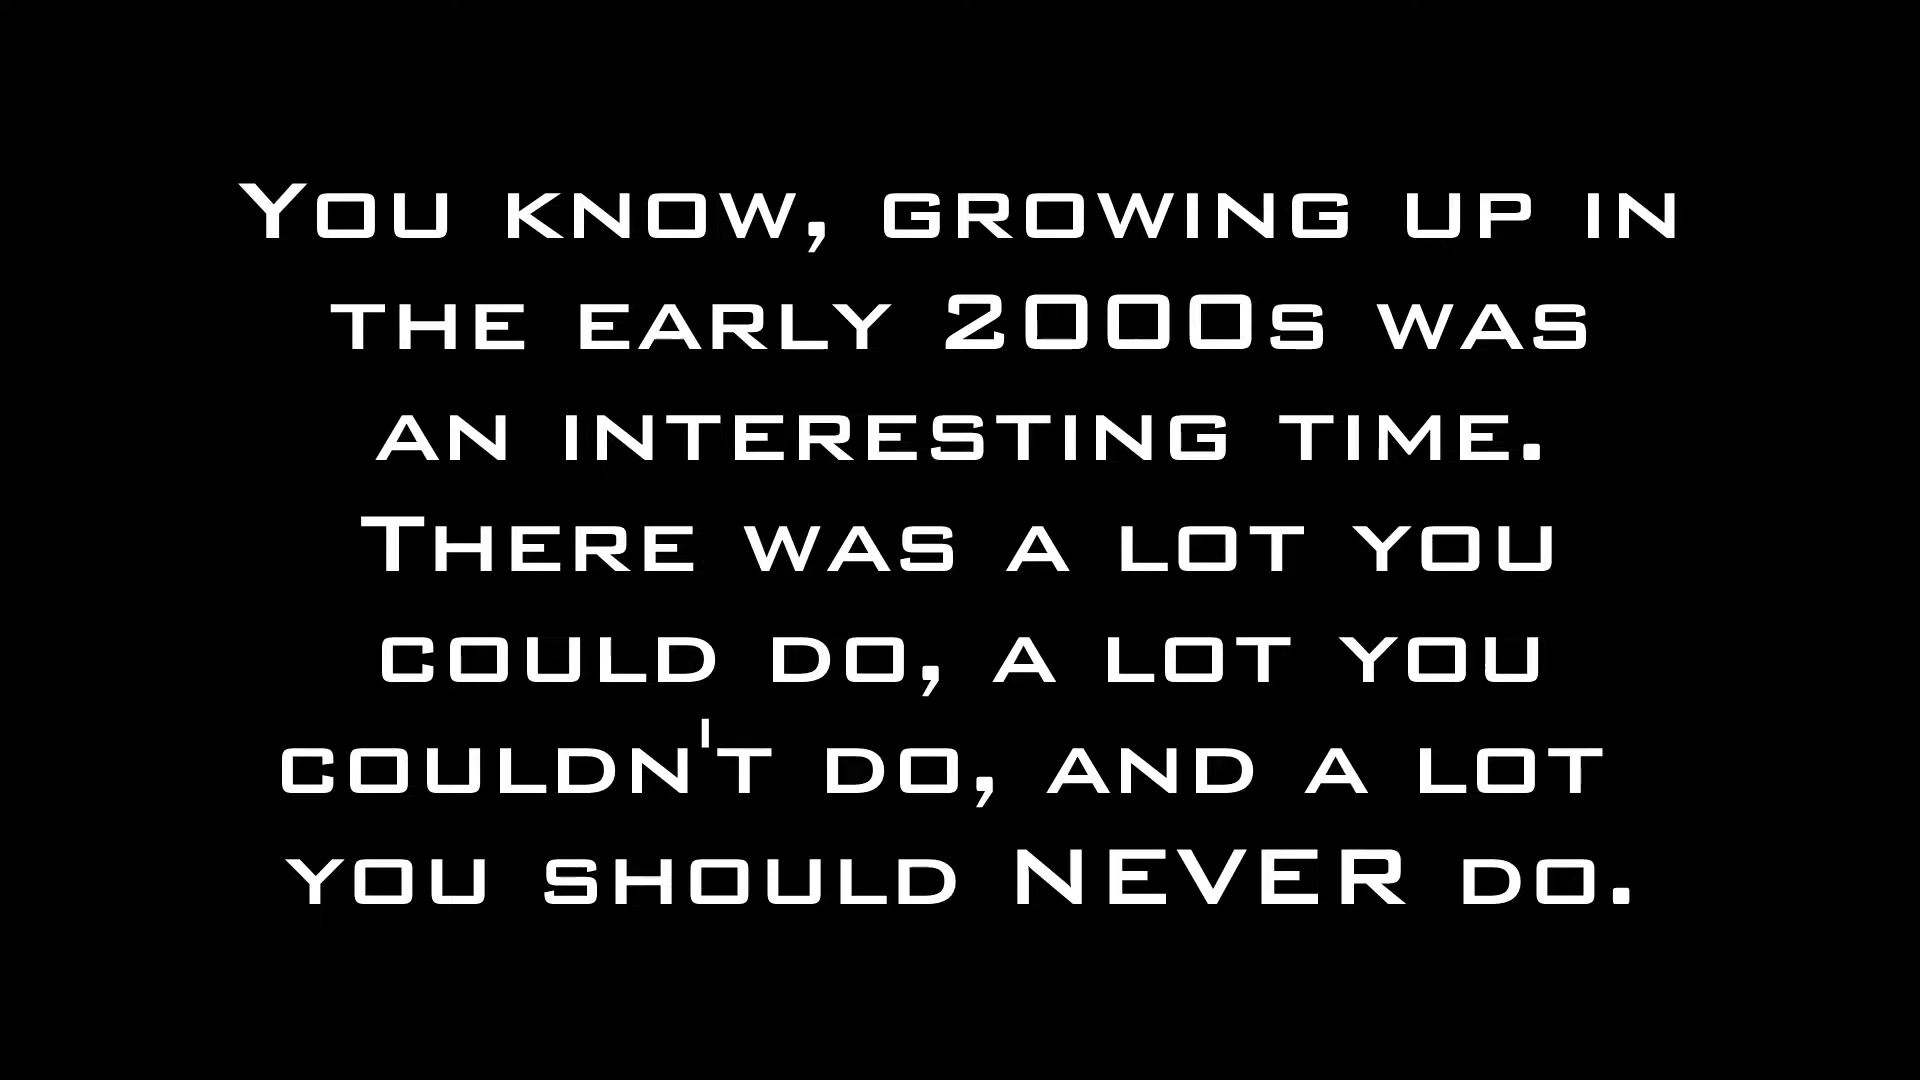 You know, growing up in
the early 2000s was
an interesting time.
There was a lot you
could do, a lot you
couldn't do, and a lot
you should NEVER do.